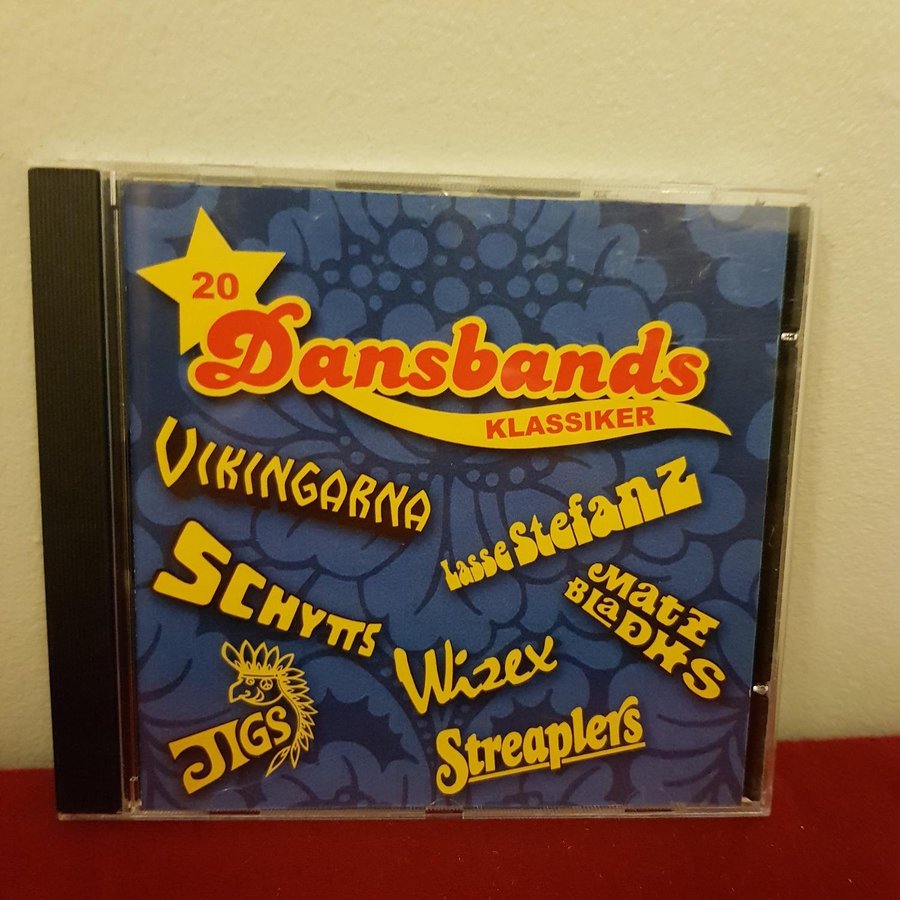 20
Dansbands
KLASSIKER
VIKINGARNA
Lasse Stefanz
SCHYTTS
Matz
BLaDHS
Wizex
JIGS
Streaplers